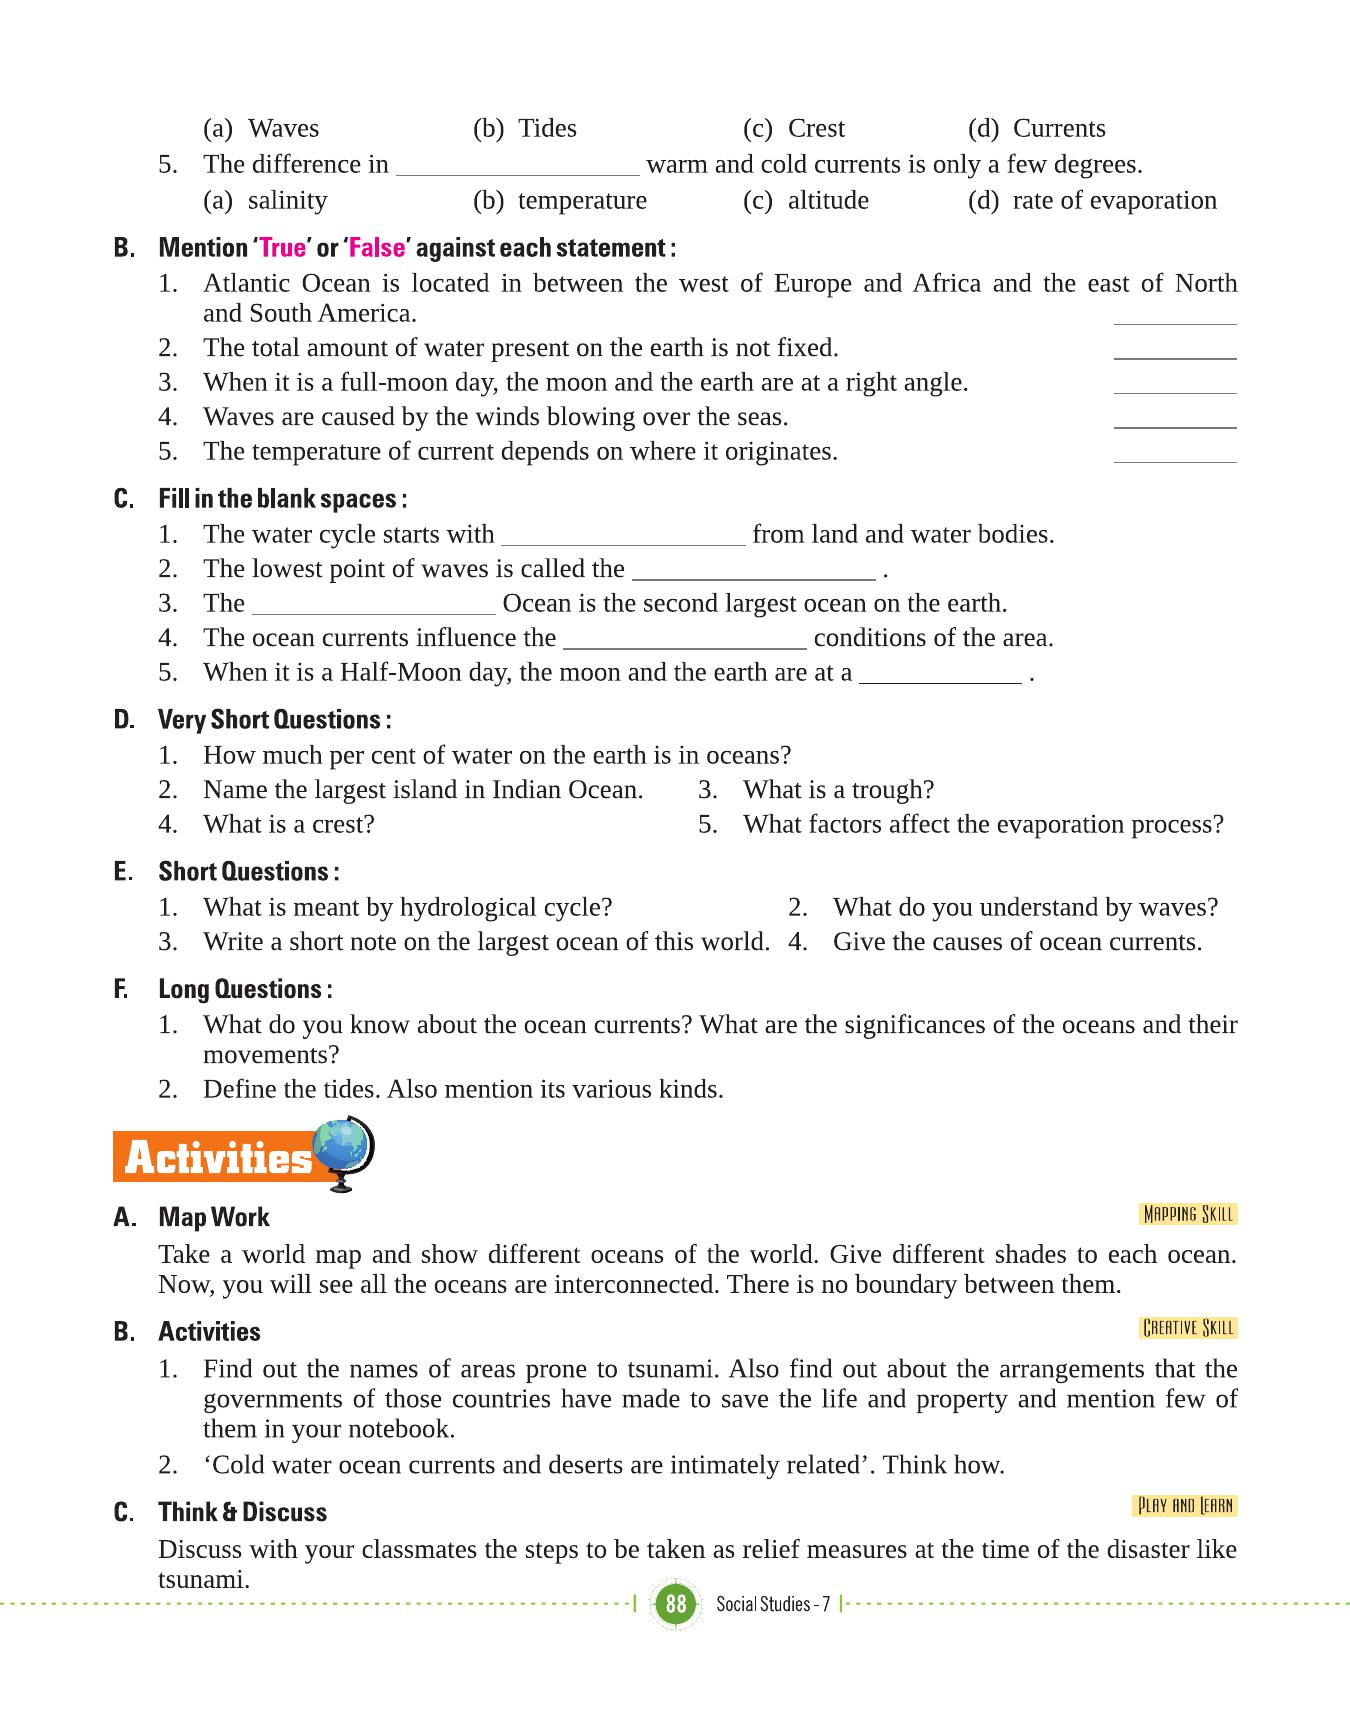 (a) Waves (b) Tides (c) Crest (d) Currents
5. The difference in __________________ warm and cold currents is only a few degrees.
(a) salinity (b) temperature (c) altitude (d) rate of evaporation
B. Mention ‘True’ or ‘False’ against each statement :
1. Atlantic Ocean is located in between the west of Europe and Africa and the east of North
and South America. _________
2. The total amount of water present on the earth is not fixed. _________
3. When it is a full-moon day, the moon and the earth are at a right angle. _________
4. Waves are caused by the winds blowing over the seas. _________
5. The temperature of current depends on where it originates. _________
C. Fill in the blank spaces :
1. The water cycle starts with __________________ from land and water bodies.
2. The lowest point of waves is called the __________________ .
3. The __________________ Ocean is the second largest ocean on the earth.
4. The ocean currents influence the __________________ conditions of the area.
5. When it is a Half-Moon day, the moon and the earth are at a ____________ .
D. Very Short Questions :
1. How much per cent of water on the earth is in oceans?
2. Name the largest island in Indian Ocean. 3. What is a trough?
4. What is a crest? 5. What factors affect the evaporation process?
E. Short Questions :
1. What is meant by hydrological cycle? 2. What do you understand by waves?
3. Write a short note on the largest ocean of this world. 4. Give the causes of ocean currents.
F. Long Questions :
1. What do you know about the ocean currents? What are the significances of the oceans and their
movements?
2. Define the tides. Also mention its various kinds.
Activities
A. Map Work MAPPING SKILL
Take a world map and show different oceans of the world. Give different shades to each ocean.
Now, you will see all the oceans are interconnected. There is no boundary between them.
B. Activities CREATIVE SKILL
1. Find out the names of areas prone to tsunami. Also find out about the arrangements that the
governments of those countries have made to save the life and property and mention few of
them in your notebook.
2. ‘Cold water ocean currents and deserts are intimately related’. Think how.
C. Think & Discuss PLAY AND LEARN
Discuss with your classmates the steps to be taken as relief measures at the time of the disaster like
tsunami.
88 Social Studies - 7